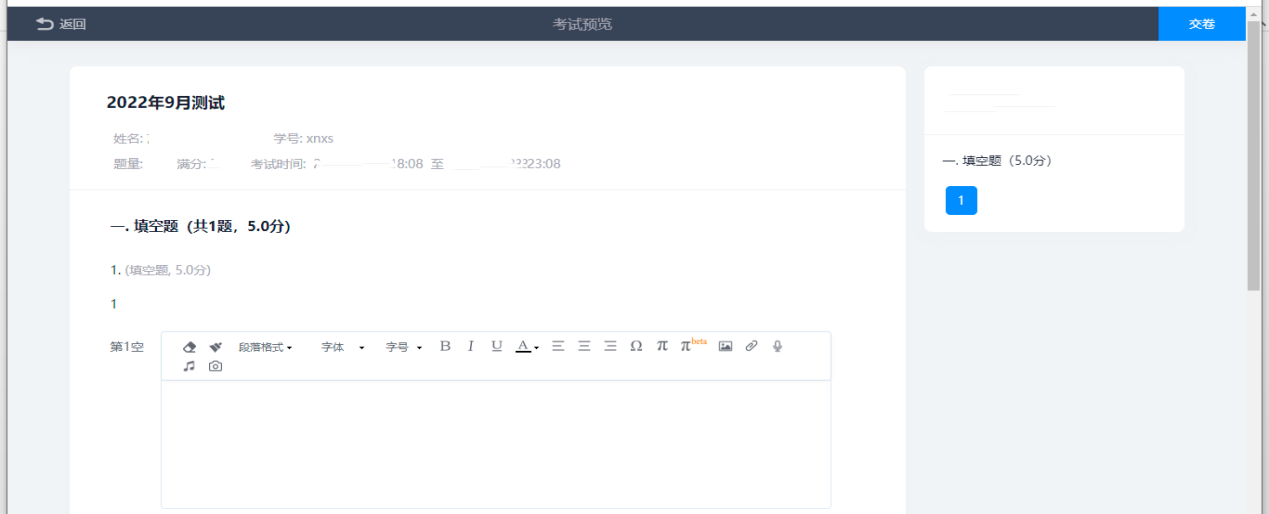 返回
考试预览
交卷
2022年9月测试
姓名:
学号: xnxs
题量:
满分:
考试时间:
18:08 至
23:08
一. 填空题（共1题，5.0分）
1. (填空题, 5.0分)
1
第1空
段落格式 字体 字号 B I U A Ω π π beta
一. 填空题（5.0分）
1